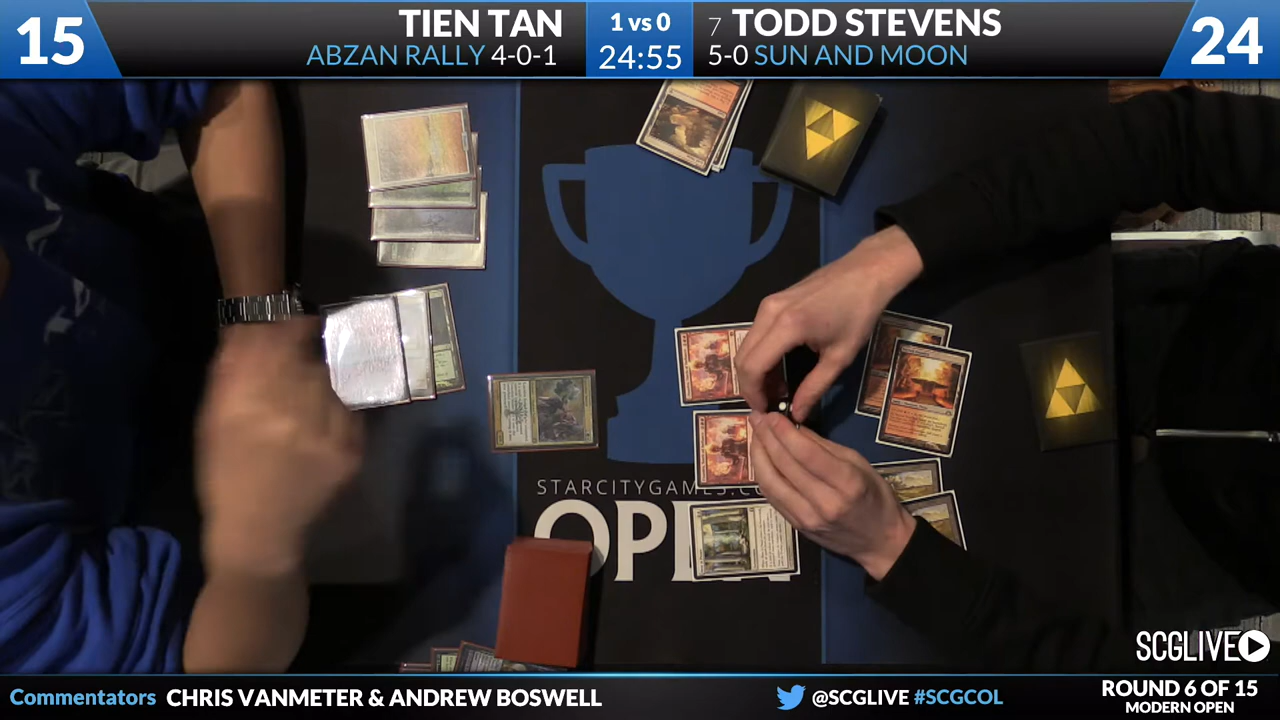 15
TIEN TAN
ABZAN RALLY 4-0-1
1 vs 0
24:55
7 TODD STEVENS
5-0 SUN AND MOON
24
STARCITYGAMES.CO
OPEN
SCGLIVE
Commentators CHRIS VANMETER & ANDREW BOSWELL
@SCGLIVE #SCGCOL
ROUND 6 OF 15
MODERN OPEN